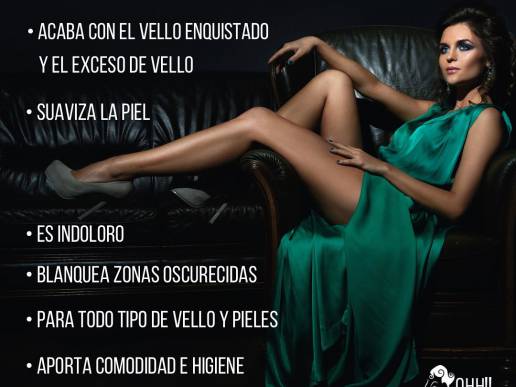 • ACABA CON EL VELLO ENQUISTADO
Y EL EXCESO DE VELLO
• SUAVIZA LA PIEL
• ES INDOLORO
• BLANQUEA ZONAS OSCURECIDAS
• PARA TODO TIPO DE VELLO Y PIELES
• APORTA COMODIDAD E HIGIENE
OHH!!